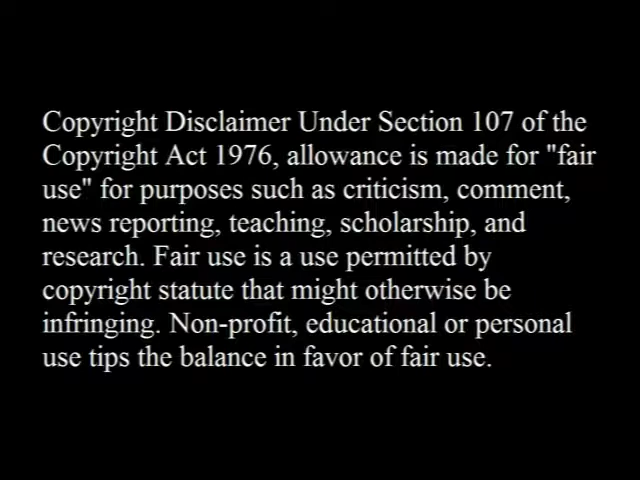 Copyright Disclaimer Under Section 107 of the
Copyright Act 1976, allowance is made for "fair
use" for purposes such as criticism, comment,
news reporting, teaching, scholarship, and
research. Fair use is a use permitted by
copyright statute that might otherwise be
infringing. Non-profit, educational or personal
use tips the balance in favor of fair use.